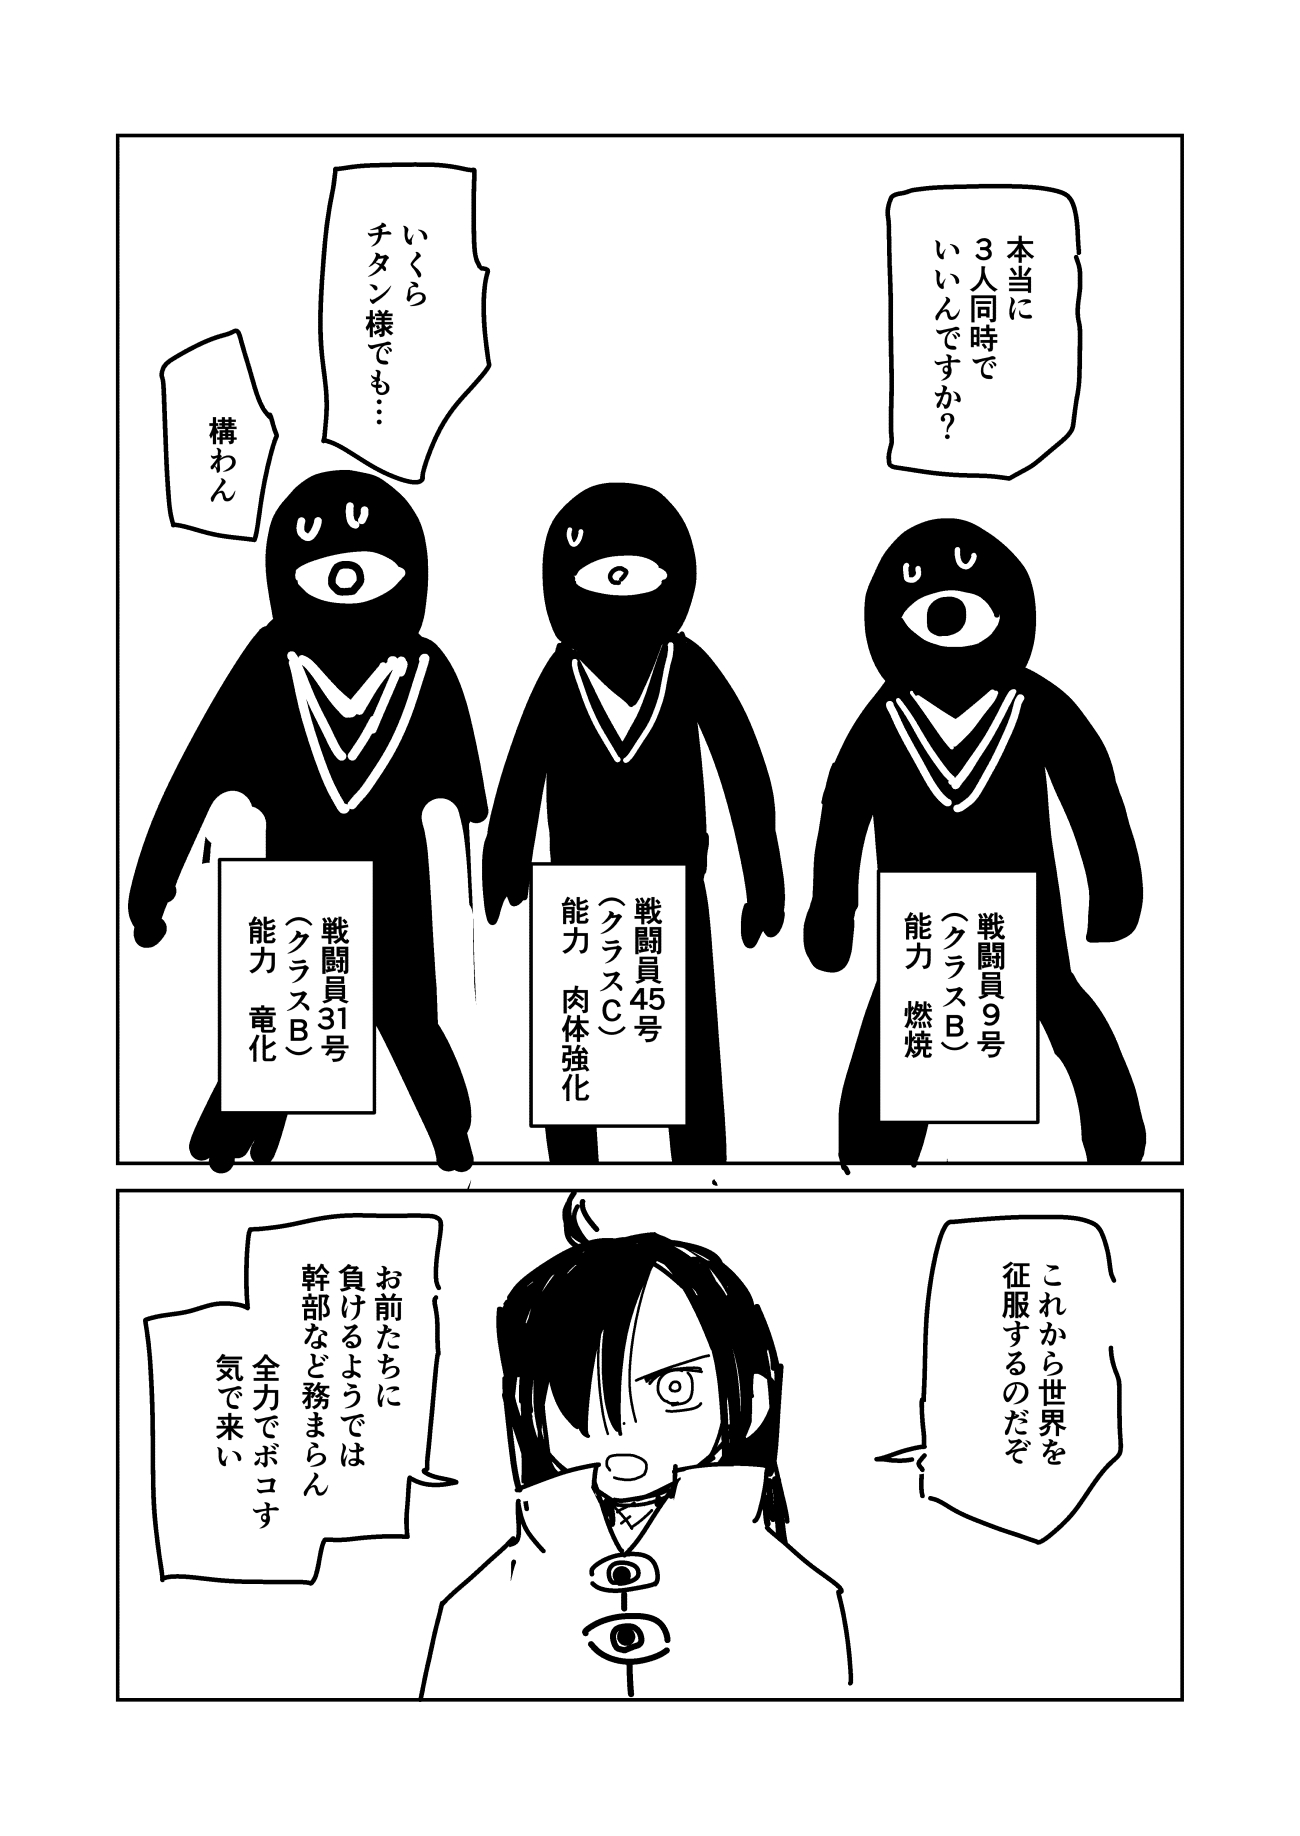 本当に
3人同時で
いいんですか?
いくら
チタン様でも…
構わん
戦闘員9号
(クラスB)
能力 燃焼
戦闘員45号
(クラスC)
能力 肉体強化
戦闘員31号
(クラスB)
能力 竜化
これから世界を
征服するのだぞ
お前たちに
負けるようでは
幹部など務まらん
全力でボコす
気で来い